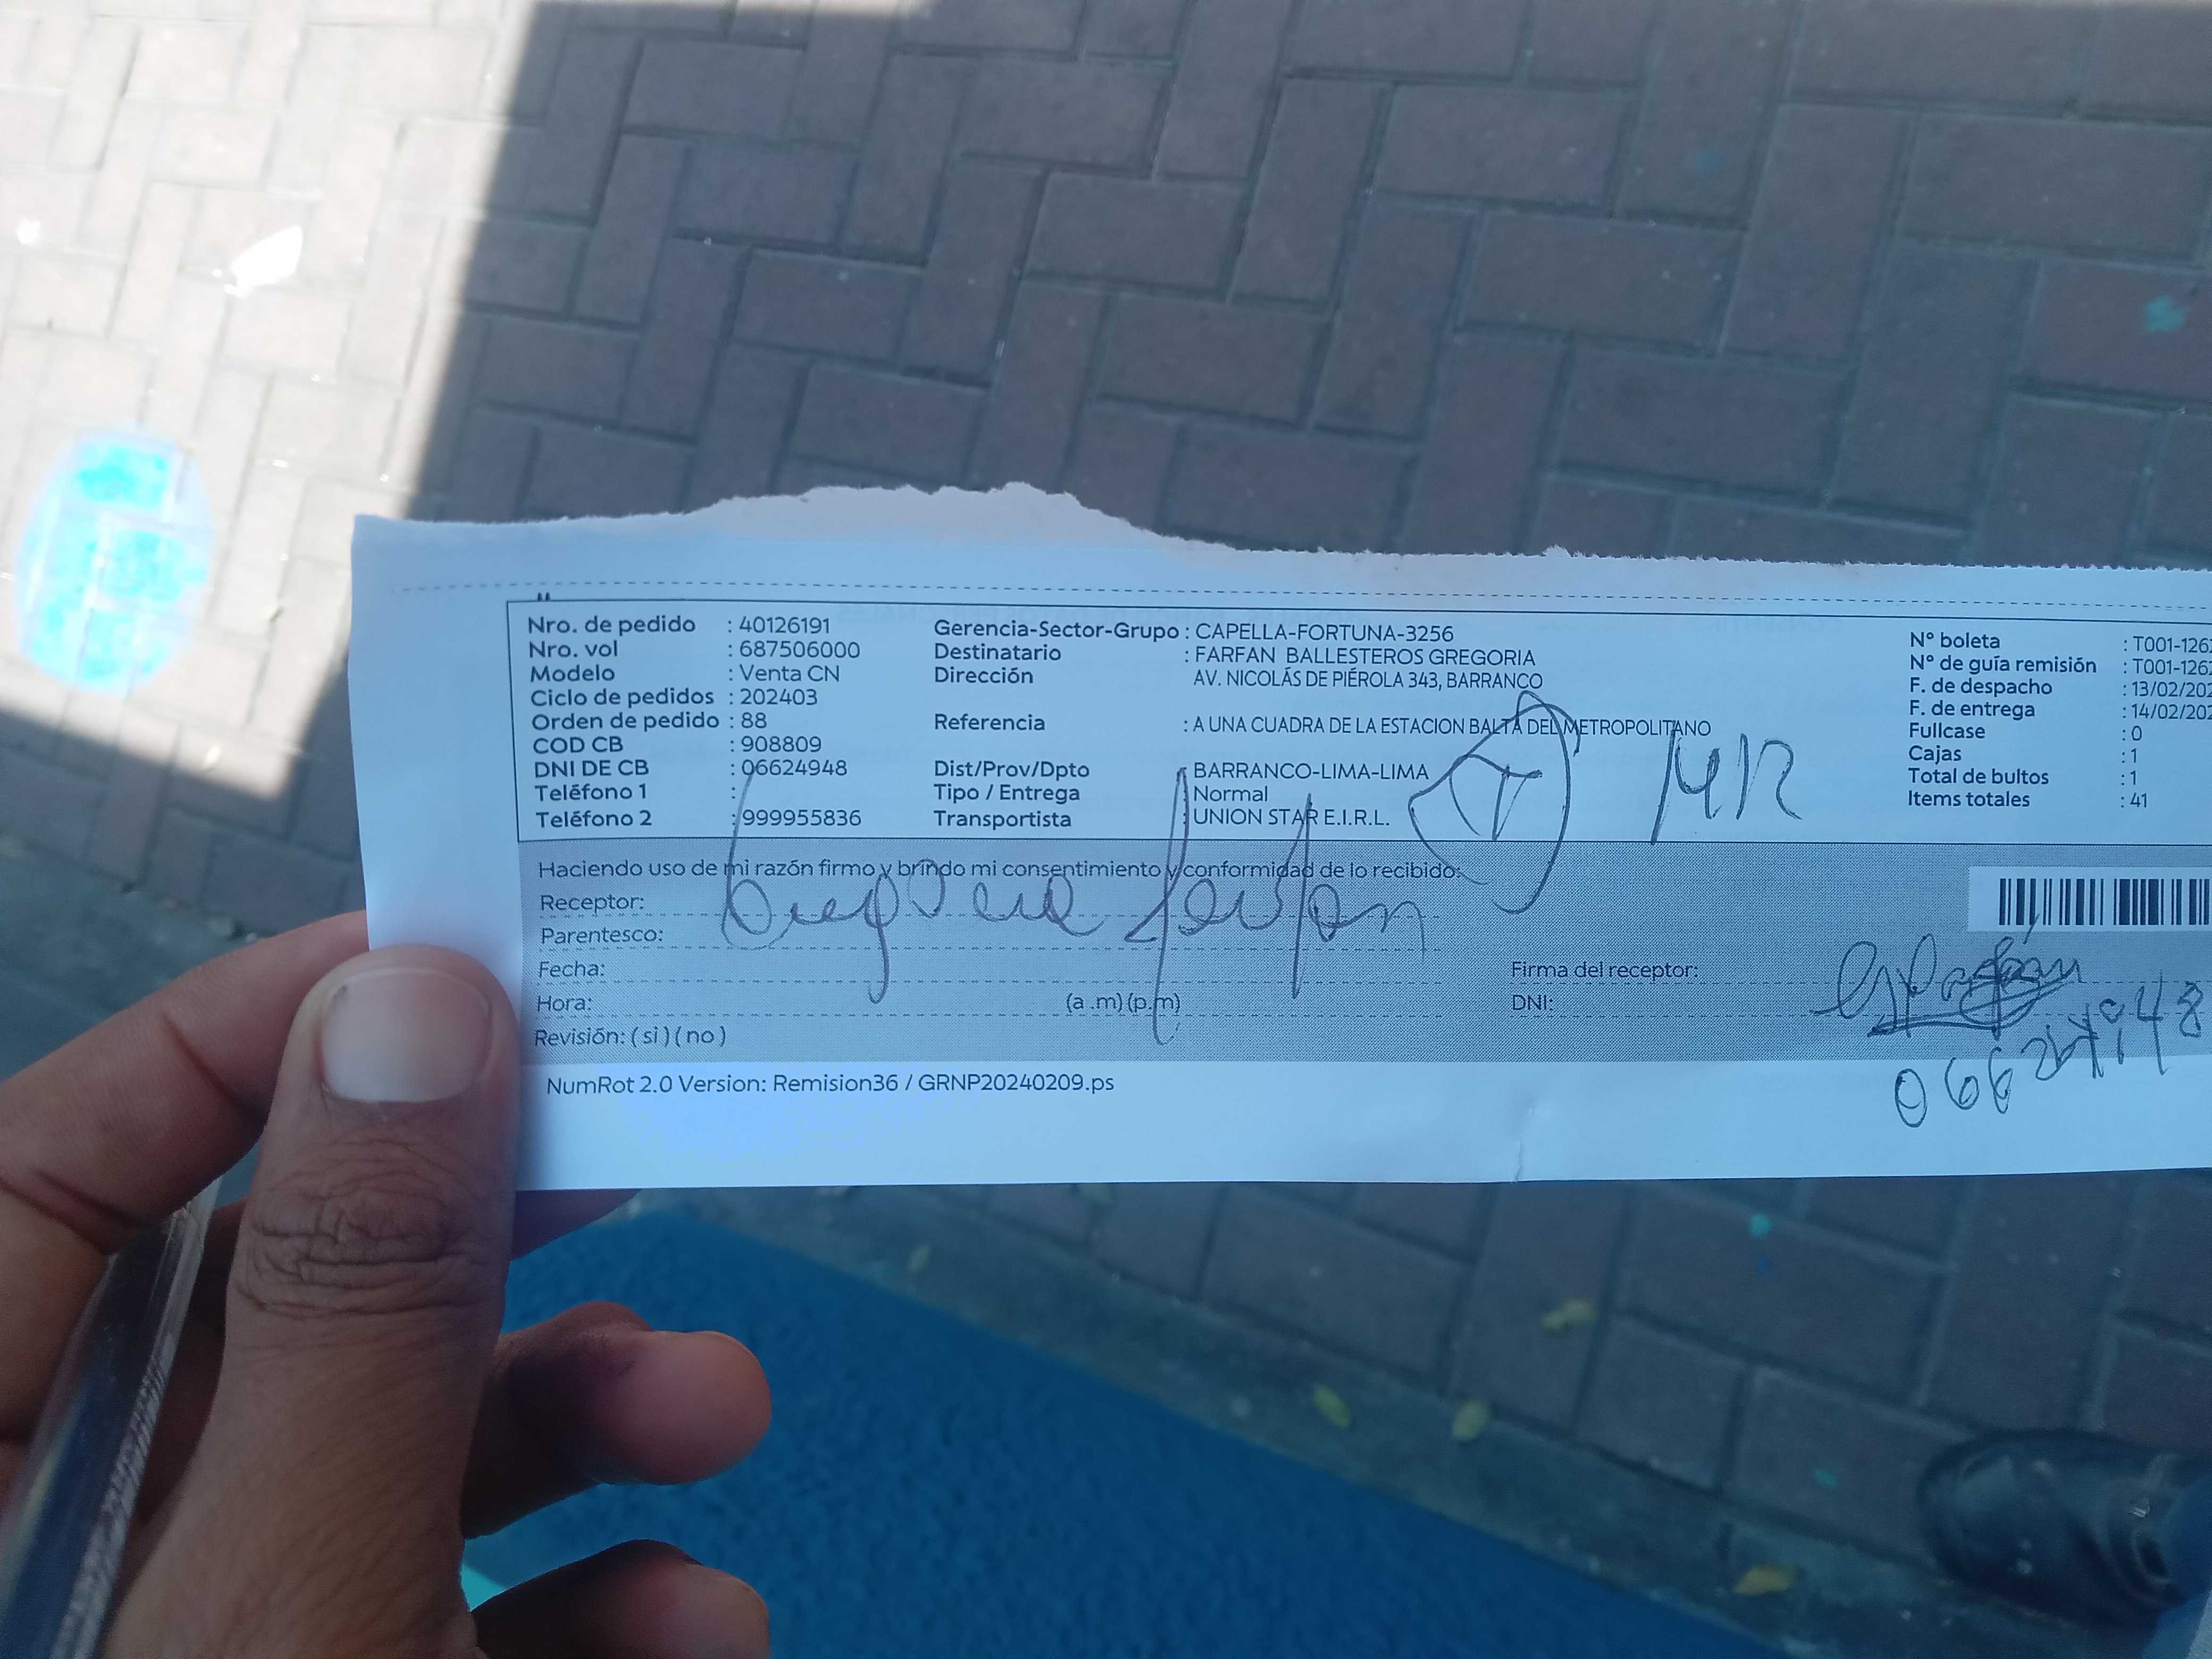 Nro. de pedido : 40126191
Nro. vol : 687506000
Modelo : Venta CN
Ciclo de pedidos : 202403
Orden de pedido : 88
COD CB : 908809
DNI DE CB : 06624948
Teléfono 1 :
Teléfono 2 : 999955836
Gerencia-Sector-Grupo : CAPELLA-FORTUNA-3256
Destinatario : FARFAN BALLESTEROS GREGORIA
Dirección AV. NICOLÁS DE PIÉROLA 343, BARRANCO
Referencia : A UNA CUADRA DE LA ESTACION BALTA DEL METROPOLITANO
Dist/Prov/Dpto BARRANCO-LIMA-LIMA
Tipo / Entrega Normal
Transportista : UNION STAR E.I.R.L.
N° boleta : T001-126
N° de guía remisión : T001-126
F. de despacho : 13/02/202
F. de entrega : 14/02/202
Fullcase : 0
Cajas : 1
Total de bultos : 1
Items totales : 41
Haciendo uso de mi razón firmo y brindo mi consentimiento y conformidad de lo recibido:
Receptor: Gregoria Farfan
Parentesco:
Fecha:
Hora: (a .m) (p.m)
Revisión: ( si ) ( no )
Firma del receptor:
DNI:
NumRot 2.0 Version: Remision36 / GRNP20240209.ps